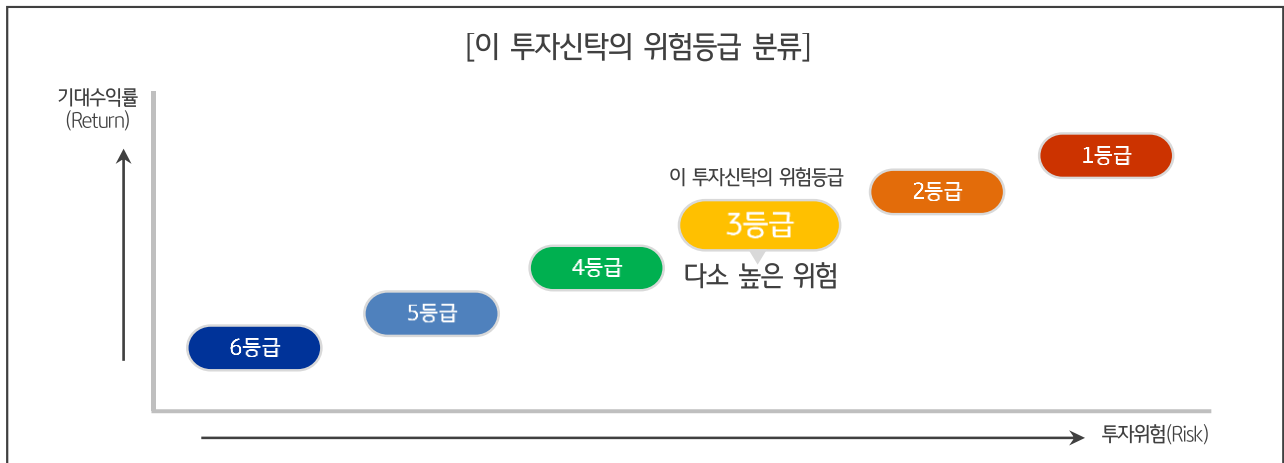 [이 투자신탁의 위험등급 분류]
기대수익률
(Return)
1등급
이 투자신탁의 위험등급
2등급
3등급
4등급
다소 높은 위험
5등급
6등급
투자위험(Risk)